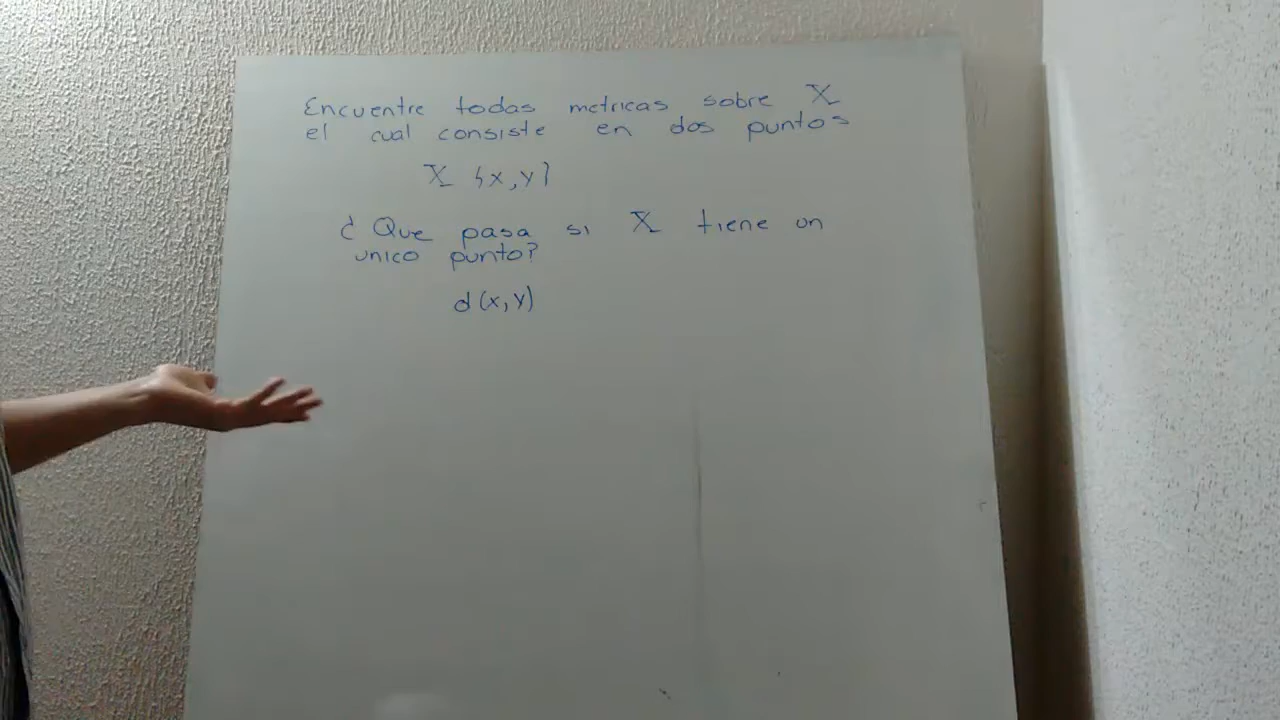 Encuentre todas metricas sobre X
el cual consiste en dos puntos
X {x,y}
¿Que pasa si X tiene un
unico punto?
d(x,y)